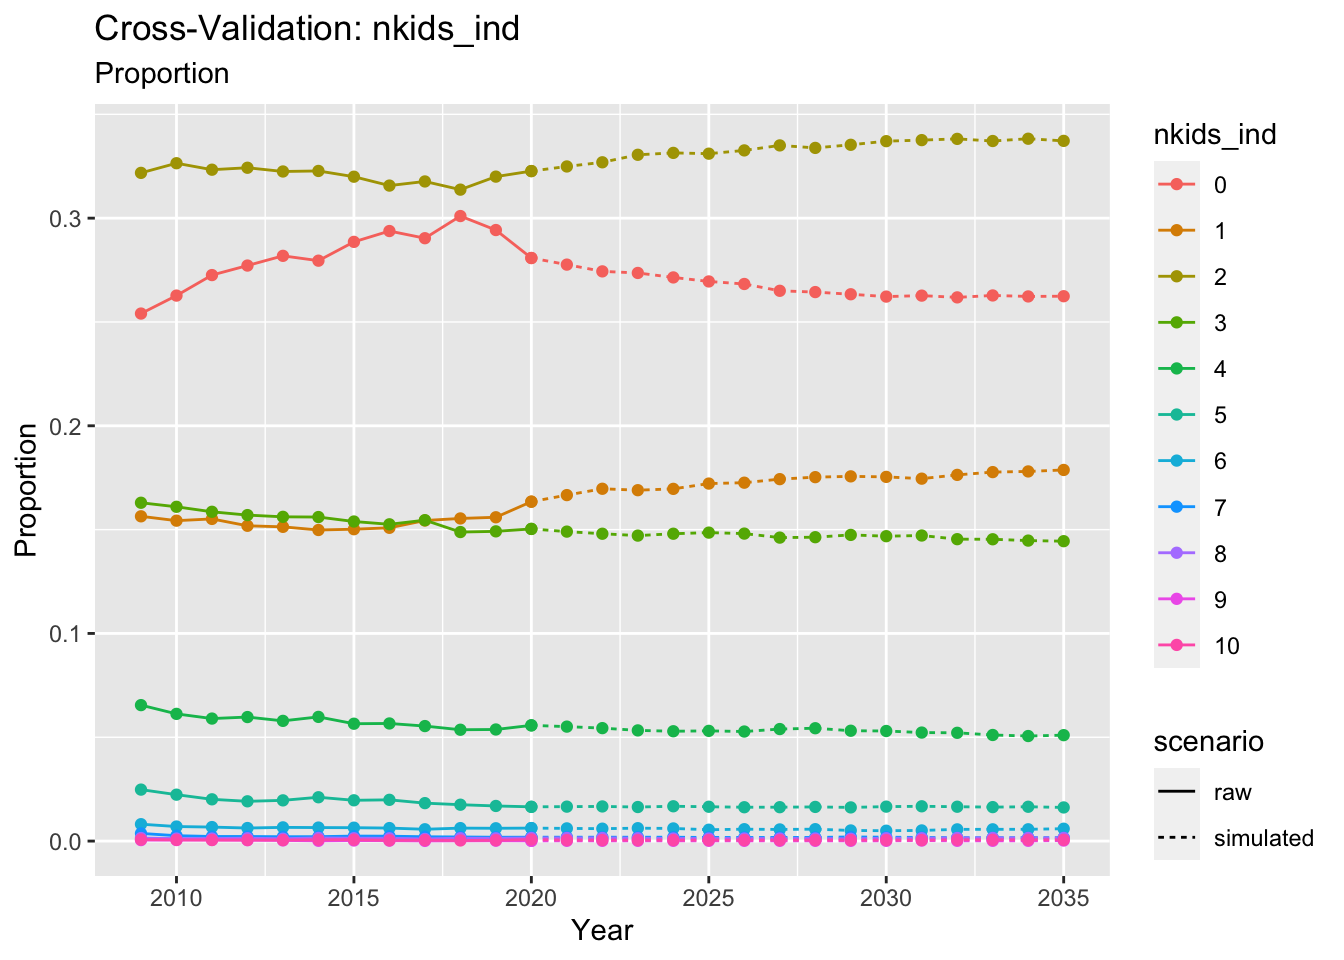 Cross-Validation: nkids_ind
Proportion
Proportion
0.3
0.2
0.1
0.0
2010
2015
2020
2025
2030
2035
Year
nkids_ind
0
1
2
3
4
5
6
7
8
9
10
scenario
raw
simulated